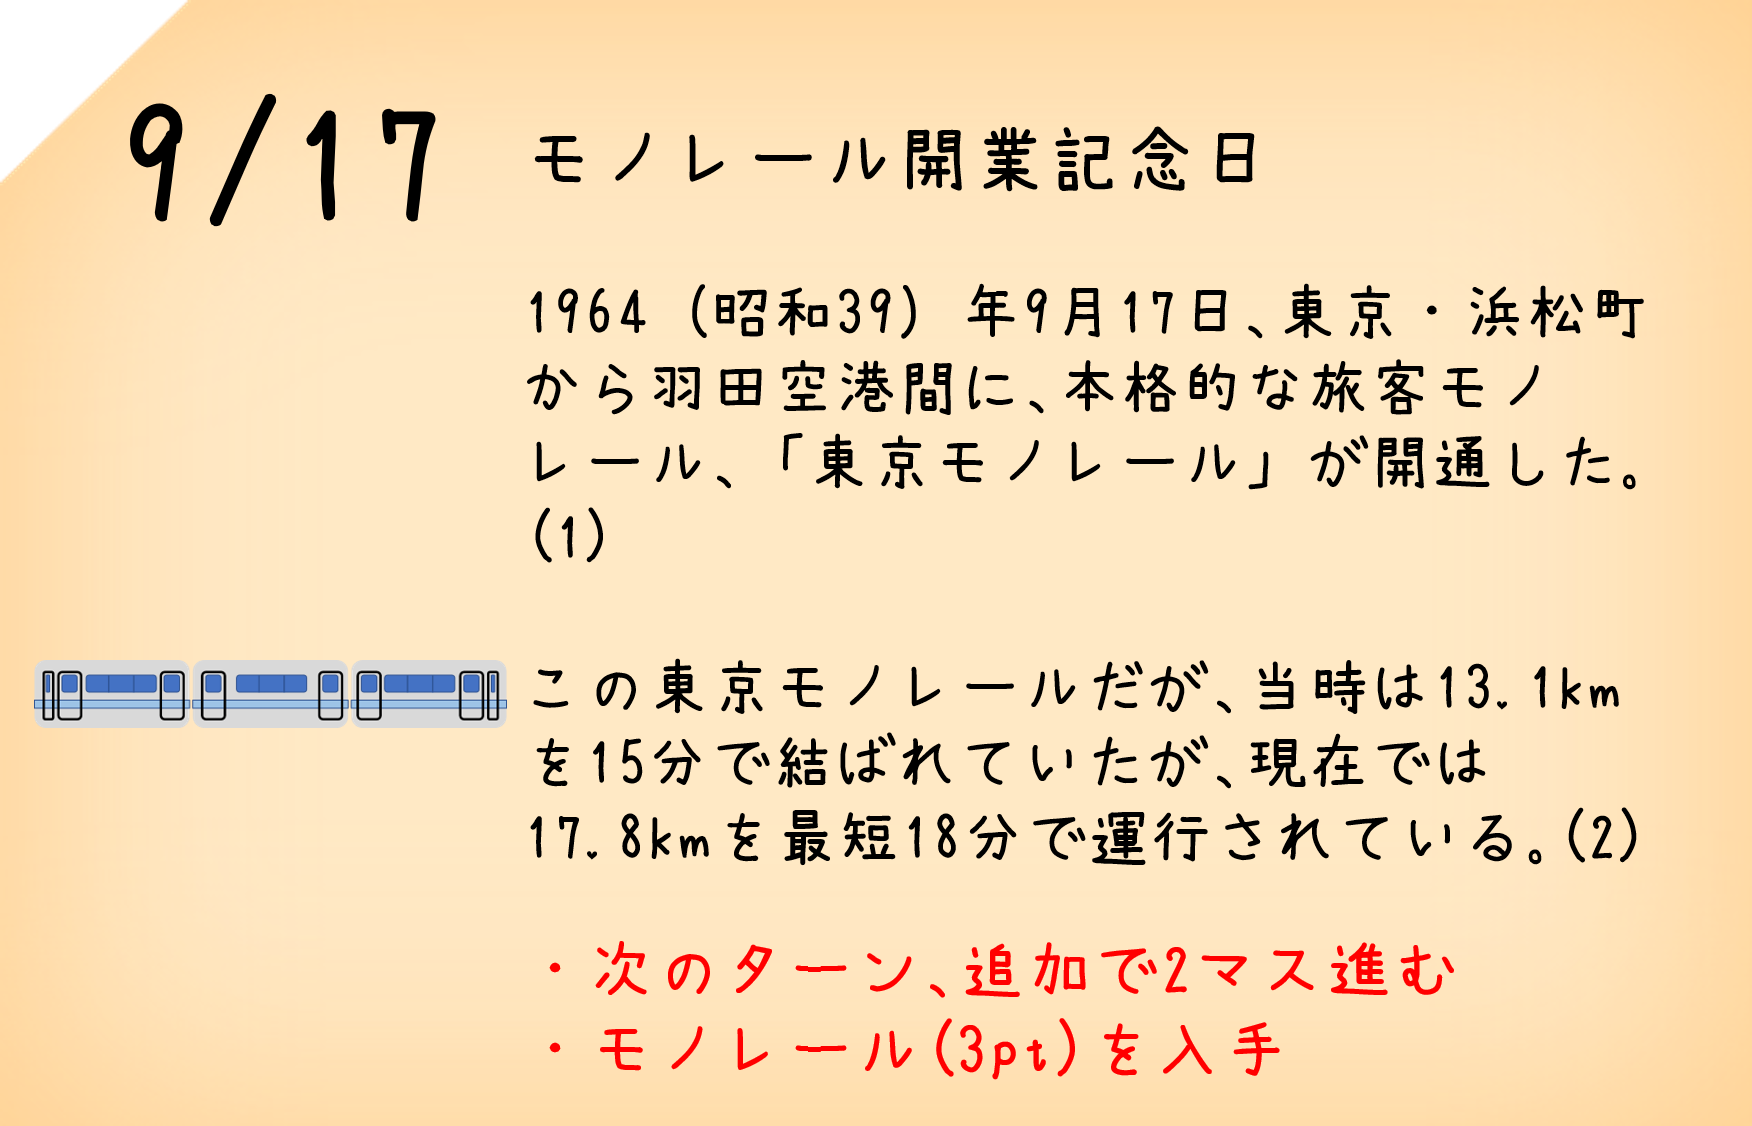 9/17 モノレール開業記念日
1964（昭和39）年9月17日、東京・浜松町
から羽田空港間に、本格的な旅客モノ
レール、「東京モノレール」が開通した。
(1)
この東京モノレールだが、当時は13.1km
を15分で結ばれていたが、現在では
17.8kmを最短18分で運行されている。(2)
・次のターン、追加で2マス進む
・モノレール(3pt)を入手